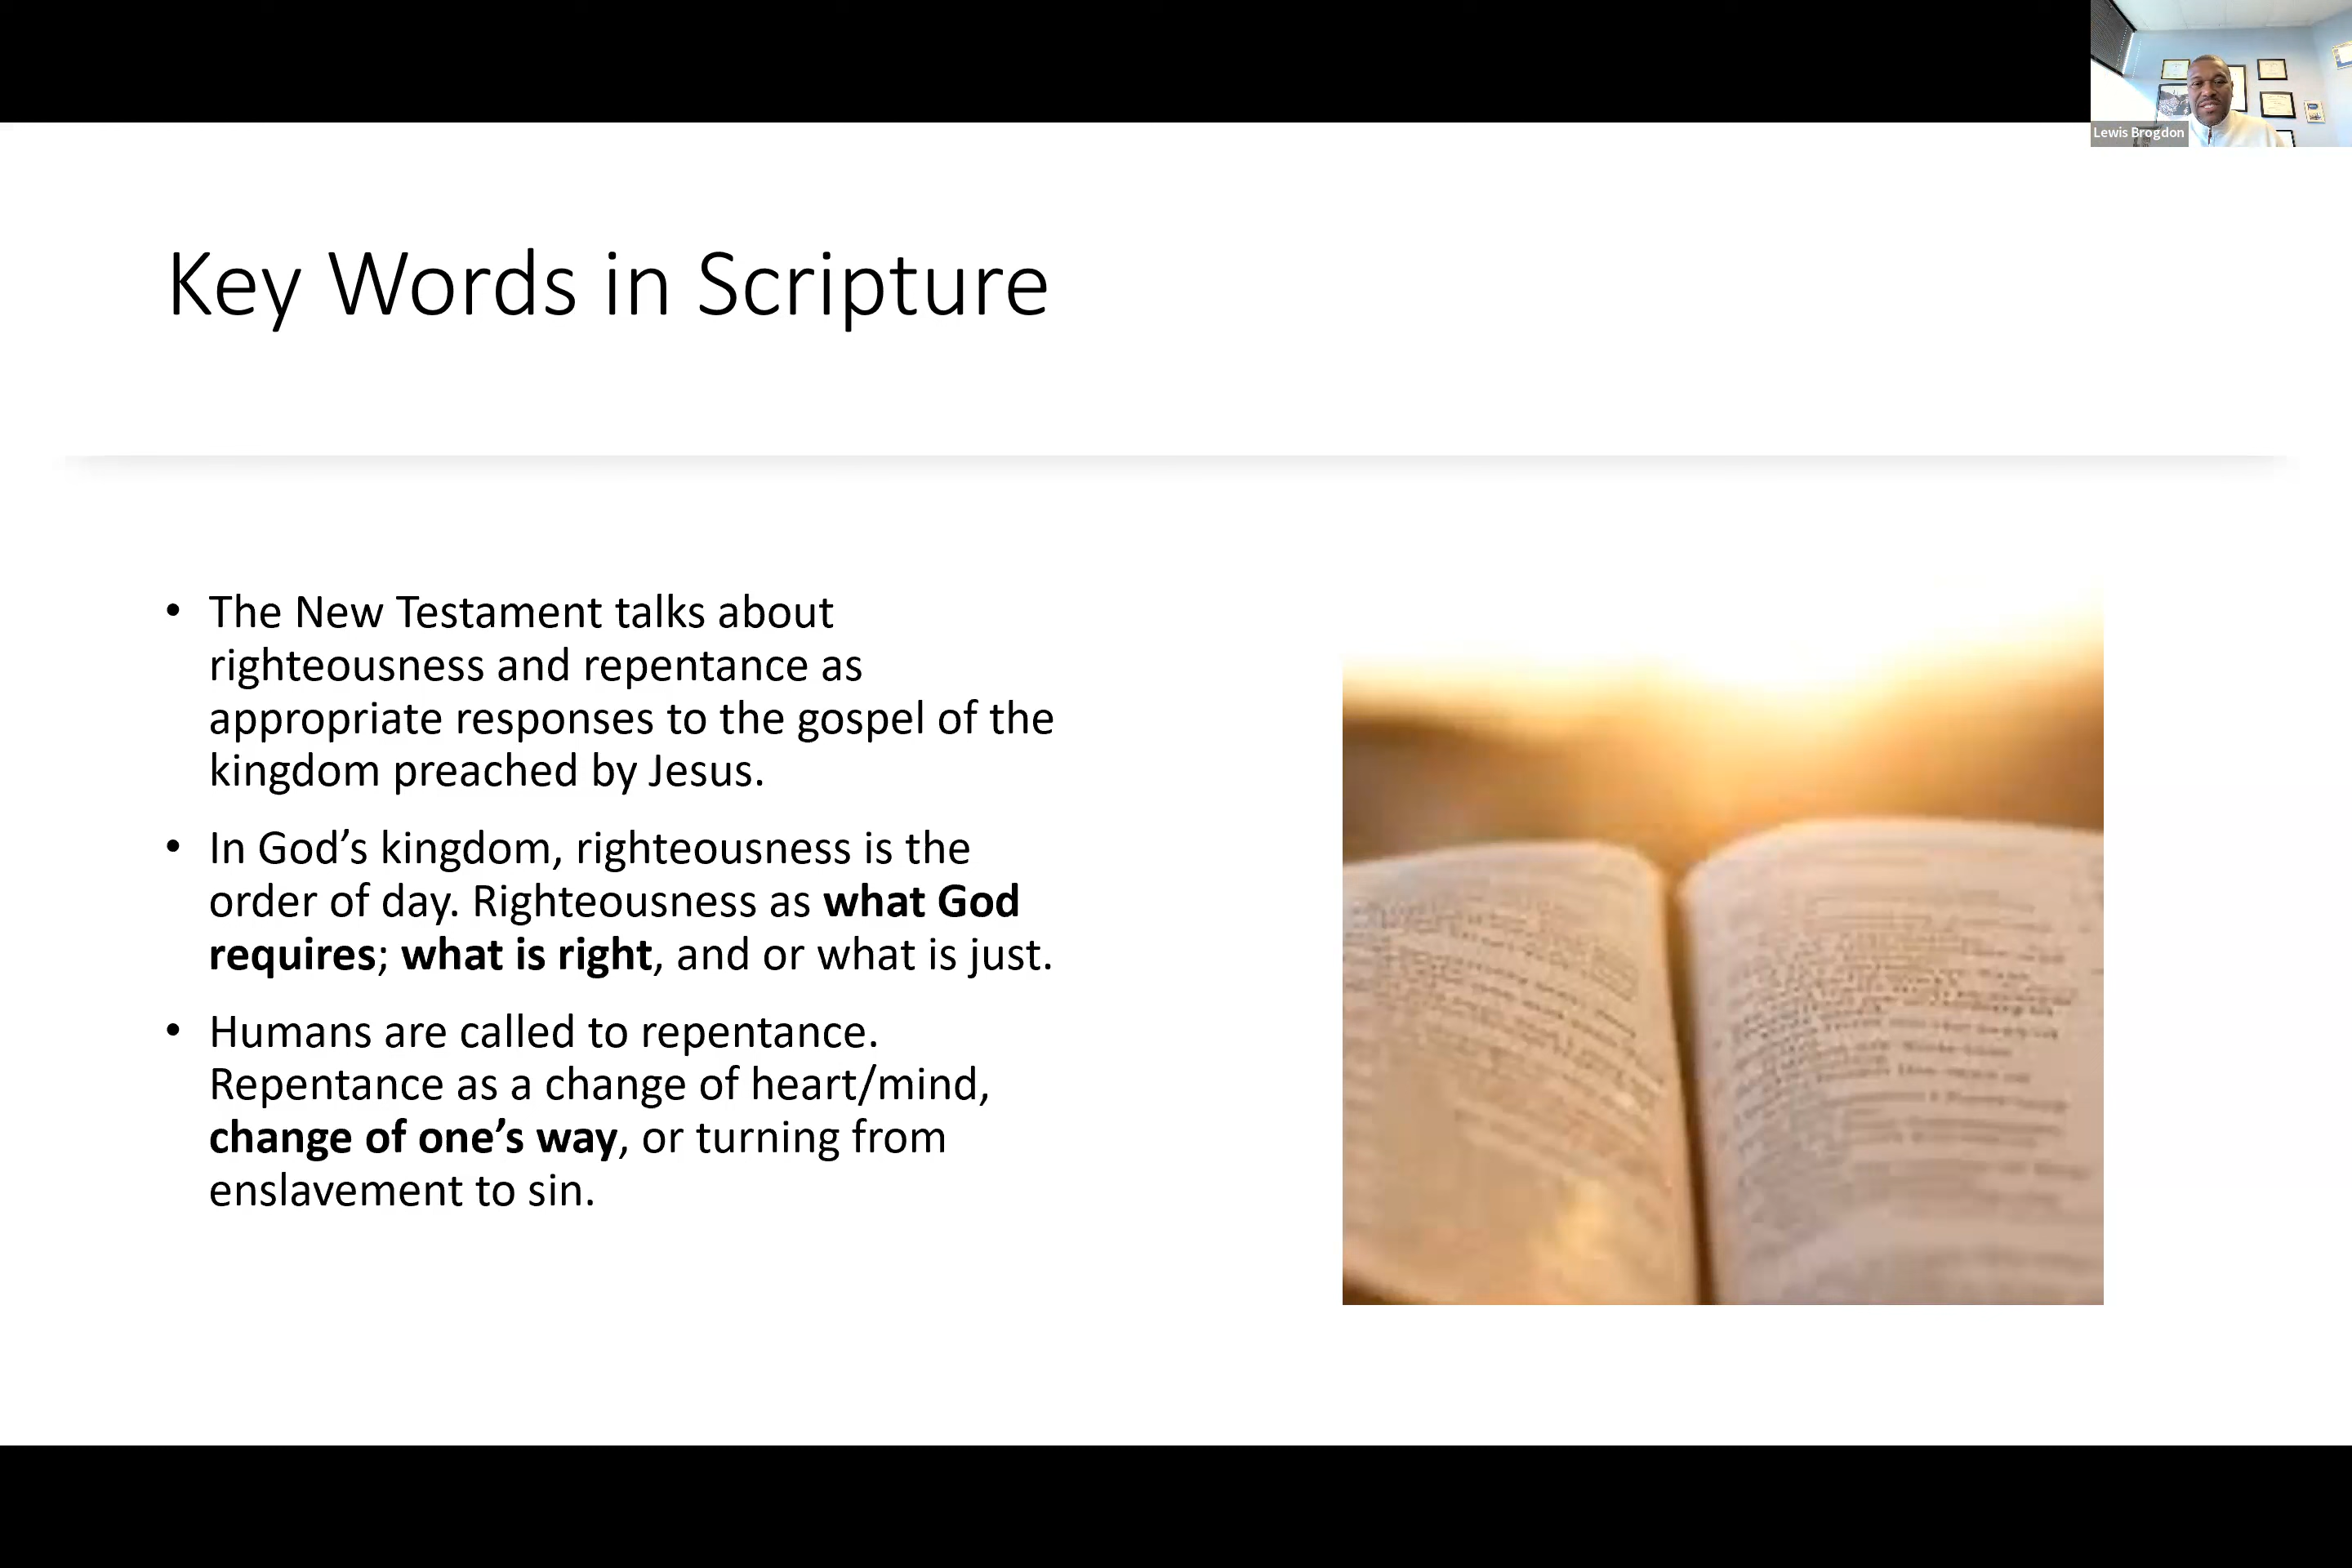 Lewis Brogdon
Key Words in Scripture
• The New Testament talks about
righteousness and repentance as
appropriate responses to the gospel of the
kingdom preached by Jesus.
• In God’s kingdom, righteousness is the
order of day. Righteousness as what God
requires; what is right, and or what is just.
• Humans are called to repentance.
Repentance as a change of heart/mind,
change of one’s way, or turning from
enslavement to sin.